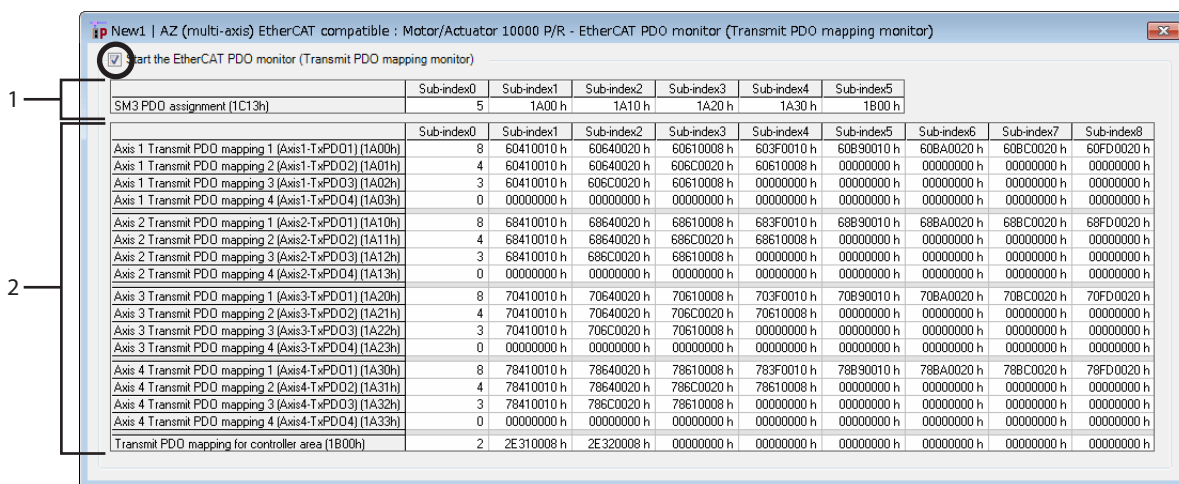 New1 | AZ (multi-axis) EtherCAT compatible : Motor/Actuator 10000 P/R - EtherCAT PDO monitor (Transmit PDO mapping monitor)
Start the EtherCAT PDO monitor (Transmit PDO mapping monitor)
1
Sub-index0 Sub-index1 Sub-index2 Sub-index3 Sub-index4 Sub-index5
SM3 PDO assignment (1C13h) 5 1A00 h 1A10 h 1A20 h 1A30 h 1B00 h
2
Sub-index0 Sub-index1 Sub-index2 Sub-index3 Sub-index4 Sub-index5 Sub-index6 Sub-index7 Sub-index8
Axis 1 Transmit PDO mapping 1 (Axis1-TxPDO1) (1A00h) 8 60410010 h 60640020 h 60610008 h 603F0010 h 60B90010 h 60BA0020 h 60BC0020 h 60FD0020 h
Axis 1 Transmit PDO mapping 2 (Axis1-TxPDO2) (1A01h) 4 60410010 h 60640020 h 606C0020 h 60610008 h 00000000 h 00000000 h 00000000 h 00000000 h
Axis 1 Transmit PDO mapping 3 (Axis1-TxPDO3) (1A02h) 3 60410010 h 606C0020 h 60610008 h 00000000 h 00000000 h 00000000 h 00000000 h 00000000 h
Axis 1 Transmit PDO mapping 4 (Axis1-TxPDO4) (1A03h) 0 00000000 h 00000000 h 00000000 h 00000000 h 00000000 h 00000000 h 00000000 h 00000000 h
Axis 2 Transmit PDO mapping 1 (Axis2-TxPDO1) (1A10h) 8 68410010 h 68640020 h 68610008 h 683F0010 h 68B90010 h 68BA0020 h 68BC0020 h 68FD0020 h
Axis 2 Transmit PDO mapping 2 (Axis2-TxPDO2) (1A11h) 4 68410010 h 68640020 h 686C0020 h 68610008 h 00000000 h 00000000 h 00000000 h 00000000 h
Axis 2 Transmit PDO mapping 3 (Axis2-TxPDO3) (1A12h) 3 68410010 h 686C0020 h 68610008 h 00000000 h 00000000 h 00000000 h 00000000 h 00000000 h
Axis 2 Transmit PDO mapping 4 (Axis2-TxPDO4) (1A13h) 0 00000000 h 00000000 h 00000000 h 00000000 h 00000000 h 00000000 h 00000000 h 00000000 h
Axis 3 Transmit PDO mapping 1 (Axis3-TxPDO1) (1A20h) 8 70410010 h 70640020 h 70610008 h 703F0010 h 70B90010 h 70BA0020 h 70BC0020 h 70FD0020 h
Axis 3 Transmit PDO mapping 2 (Axis3-TxPDO2) (1A21h) 4 70410010 h 70640020 h 706C0020 h 70610008 h 00000000 h 00000000 h 00000000 h 00000000 h
Axis 3 Transmit PDO mapping 3 (Axis3-TxPDO3) (1A22h) 3 70410010 h 706C0020 h 70610008 h 00000000 h 00000000 h 00000000 h 00000000 h 00000000 h
Axis 3 Transmit PDO mapping 4 (Axis3-TxPDO4) (1A23h) 0 00000000 h 00000000 h 00000000 h 00000000 h 00000000 h 00000000 h 00000000 h 00000000 h
Axis 4 Transmit PDO mapping 1 (Axis4-TxPDO1) (1A30h) 8 78410010 h 78640020 h 78610008 h 783F0010 h 78B90010 h 78BA0020 h 78BC0020 h 78FD0020 h
Axis 4 Transmit PDO mapping 2 (Axis4-TxPDO2) (1A31h) 4 78410010 h 78640020 h 786C0020 h 78610008 h 00000000 h 00000000 h 00000000 h 00000000 h
Axis 4 Transmit PDO mapping 3 (Axis4-TxPDO3) (1A32h) 3 78410010 h 786C0020 h 78610008 h 00000000 h 00000000 h 00000000 h 00000000 h 00000000 h
Axis 4 Transmit PDO mapping 4 (Axis4-TxPDO4) (1A33h) 0 00000000 h 00000000 h 00000000 h 00000000 h 00000000 h 00000000 h 00000000 h 00000000 h
Transmit PDO mapping for controller area (1B00h) 2 2E310008 h 2E320008 h 00000000 h 00000000 h 00000000 h 00000000 h 00000000 h 00000000 h